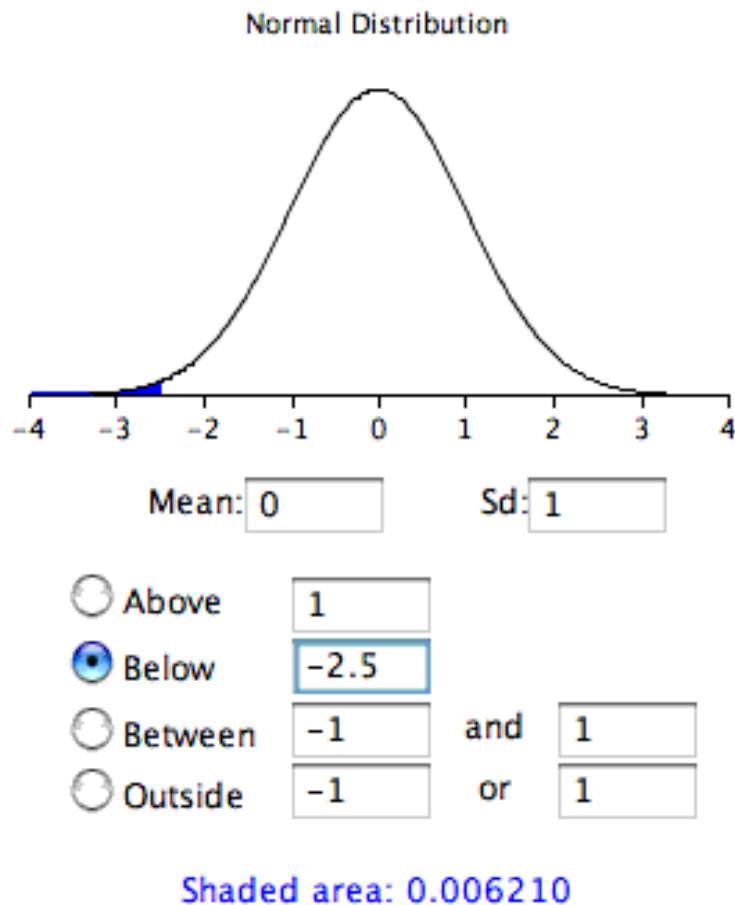 Normal Distribution
-4 -3 -2 -1 0 1 2 3 4
Mean: 0 Sd: 1
Above 1
Below -2.5
Between -1 and 1
Outside -1 or 1
Shaded area: 0.006210